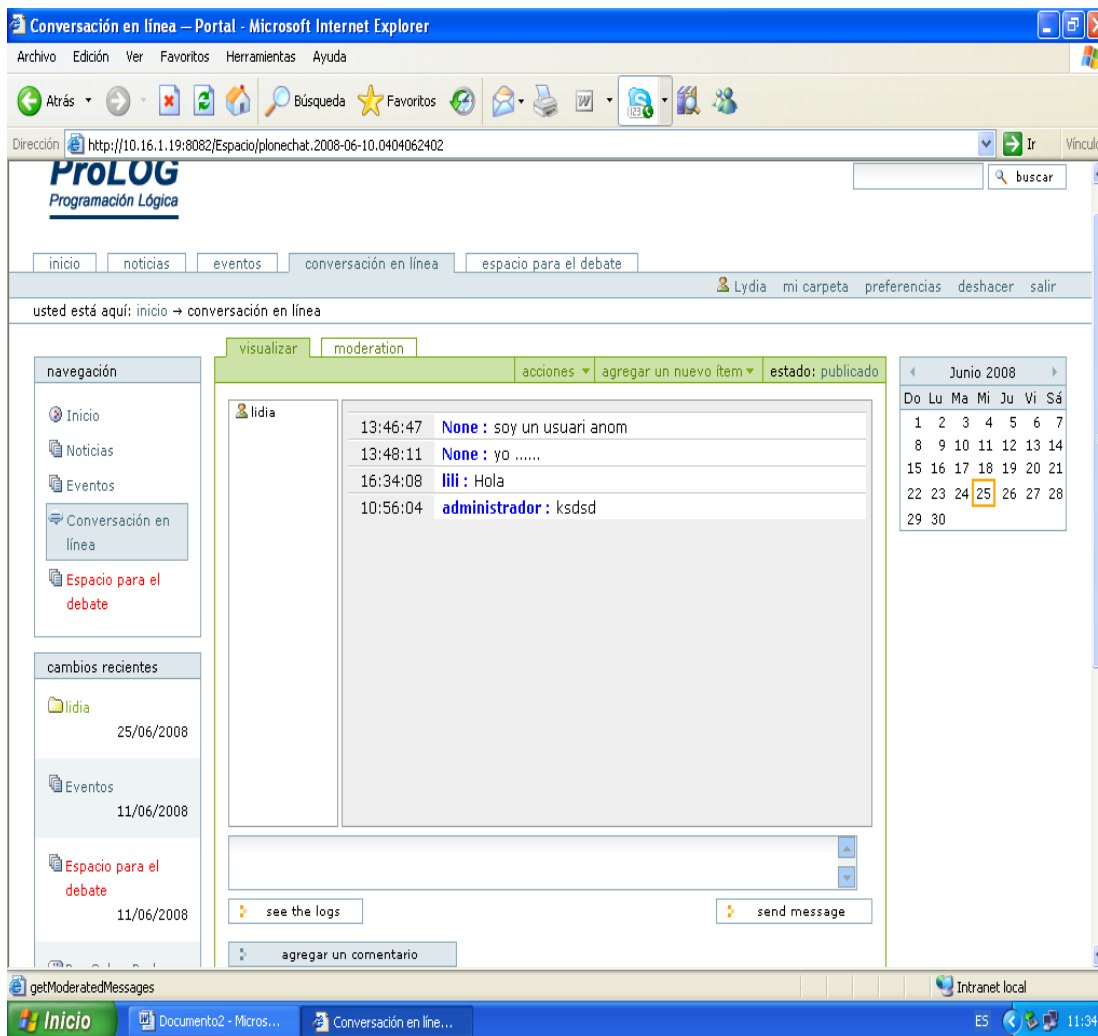 Conversación en línea — Portal - Microsoft Internet Explorer
Archivo Edición Ver Favoritos Herramientas Ayuda
Atrás Búsqueda Favoritos
Dirección http://10.16.1.19:8082/Espacio/plonechat.2008-06-10.0404062402 Ir Vínculo
ProLOG
Programación Lógica
buscar
inicio noticias eventos conversación en línea espacio para el debate
Lydia mi carpeta preferencias deshacer salir
usted está aquí: inicio → conversación en línea
navegación
Inicio
Noticias
Eventos
Conversación en
línea
Espacio para el
debate
cambios recientes
lidia
25/06/2008
Eventos
11/06/2008
Espacio para el
debate
11/06/2008
visualizar moderation
acciones agregar un nuevo ítem estado: publicado
lidia
13:46:47 None : soy un usuari anom
13:48:11 None : yo ......
16:34:08 lili : Hola
10:56:04 administrador : ksdsd
see the logs send message
agregar un comentario
Junio 2008
Do Lu Ma Mi Ju Vi Sá
1 2 3 4 5 6 7
8 9 10 11 12 13 14
15 16 17 18 19 20 21
22 23 24 25 26 27 28
29 30
getModeratedMessages Intranet local
Inicio Documento2 - Micros... Conversación en líne... ES 11:34